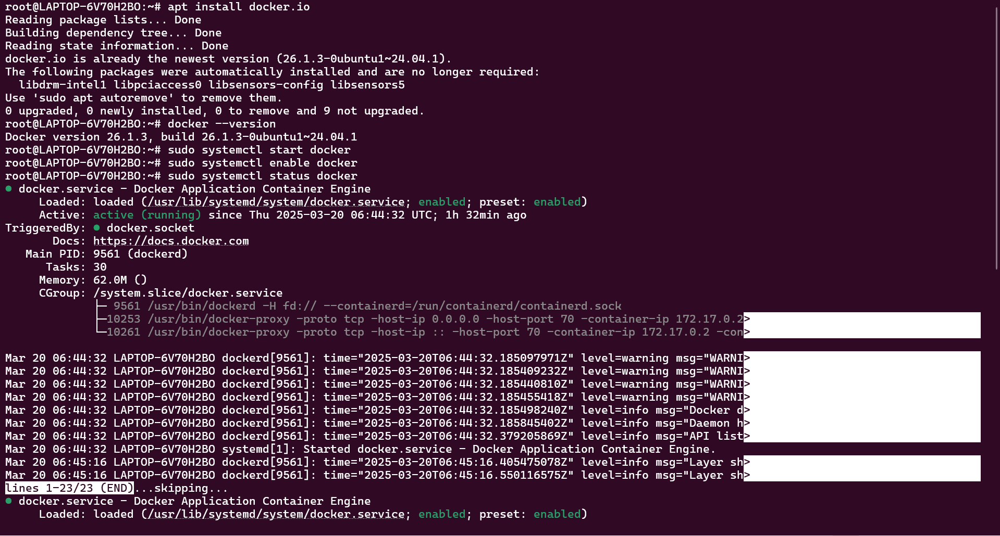 root@LAPTOP-6V70H2BO:~# apt install docker.io
Reading package lists... Done
Building dependency tree... Done
Reading state information... Done
docker.io is already the newest version (26.1.3-0ubuntu1~24.04.1).
The following packages were automatically installed and are no longer required:
  libdrm-intel1 libpciaccess0 libsensors-config libsensors5
Use 'sudo apt autoremove' to remove them.
0 upgraded, 0 newly installed, 0 to remove and 9 not upgraded.
root@LAPTOP-6V70H2BO:~# docker --version
Docker version 26.1.3, build 26.1.3-0ubuntu1~24.04.1
root@LAPTOP-6V70H2BO:~# sudo systemctl start docker
root@LAPTOP-6V70H2BO:~# sudo systemctl enable docker
root@LAPTOP-6V70H2BO:~# sudo systemctl status docker
● docker.service - Docker Application Container Engine
     Loaded: loaded (/usr/lib/systemd/system/docker.service; enabled; preset: enabled)
     Active: active (running) since Thu 2025-03-20 06:44:32 UTC; 1h 32min ago
TriggeredBy: ● docker.socket
       Docs: https://docs.docker.com
   Main PID: 9561 (dockerd)
      Tasks: 30
     Memory: 62.0M ()
     CGroup: /system.slice/docker.service
             ├─ 9561 /usr/bin/dockerd -H fd:// --containerd=/run/containerd/containerd.sock
             ├─10253 /usr/bin/docker-proxy -proto tcp -host-ip 0.0.0.0 -host-port 70 -container-ip 172.17.0.2>
             └─10261 /usr/bin/docker-proxy -proto tcp -host-ip :: -host-port 70 -container-ip 172.17.0.2 -con>
Mar 20 06:44:32 LAPTOP-6V70H2BO dockerd[9561]: time="2025-03-20T06:44:32.185097971Z" level=warning msg="WARNI>
Mar 20 06:44:32 LAPTOP-6V70H2BO dockerd[9561]: time="2025-03-20T06:44:32.185409232Z" level=warning msg="WARNI>
Mar 20 06:44:32 LAPTOP-6V70H2BO dockerd[9561]: time="2025-03-20T06:44:32.185440810Z" level=warning msg="WARNI>
Mar 20 06:44:32 LAPTOP-6V70H2BO dockerd[9561]: time="2025-03-20T06:44:32.185455418Z" level=warning msg="WARNI>
Mar 20 06:44:32 LAPTOP-6V70H2BO dockerd[9561]: time="2025-03-20T06:44:32.185498240Z" level=info msg="Docker d>
Mar 20 06:44:32 LAPTOP-6V70H2BO dockerd[9561]: time="2025-03-20T06:44:32.185845402Z" level=info msg="Daemon h>
Mar 20 06:44:32 LAPTOP-6V70H2BO dockerd[9561]: time="2025-03-20T06:44:32.379205869Z" level=info msg="API list>
Mar 20 06:44:32 LAPTOP-6V70H2BO systemd[1]: Started docker.service - Docker Application Container Engine.
Mar 20 06:45:16 LAPTOP-6V70H2BO dockerd[9561]: time="2025-03-20T06:45:16.405475078Z" level=info msg="Layer sh>
Mar 20 06:45:16 LAPTOP-6V70H2BO dockerd[9561]: time="2025-03-20T06:45:16.550116575Z" level=info msg="Layer sh>
lines 1-23/23 (END)...skipping...
● docker.service - Docker Application Container Engine
     Loaded: loaded (/usr/lib/systemd/system/docker.service; enabled; preset: enabled)